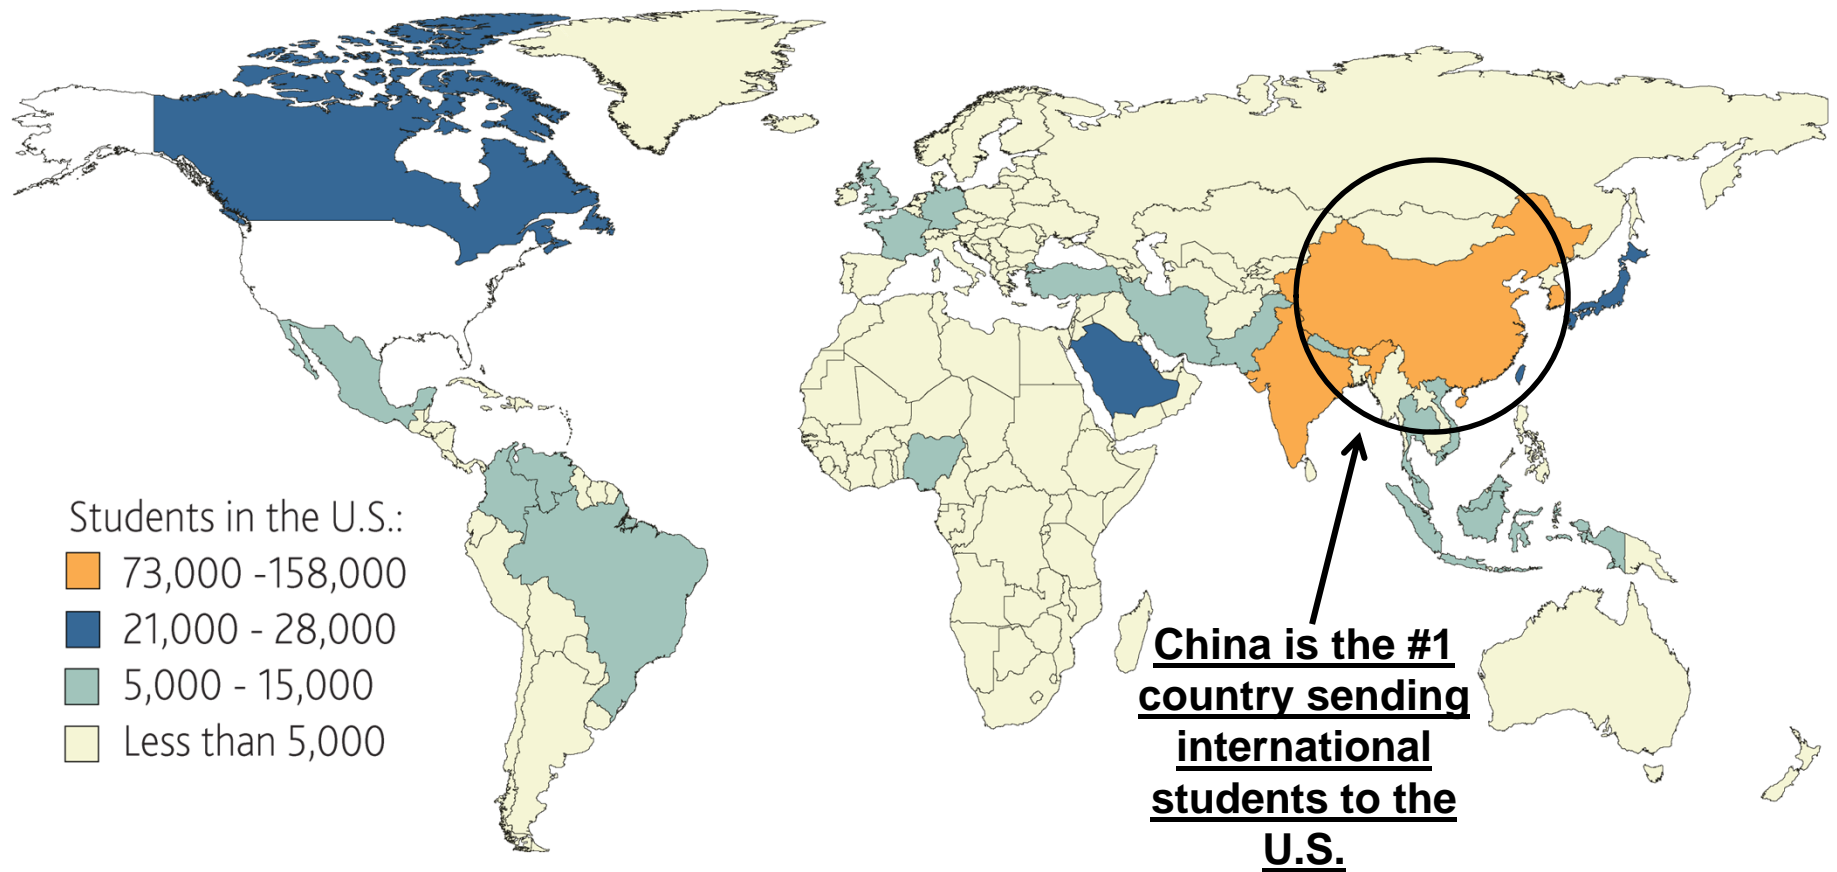 Students in the U.S.:
73,000 -158,000
21,000 - 28,000
5,000 - 15,000
Less than 5,000
China is the #1
country sending
international
students to the
U.S.